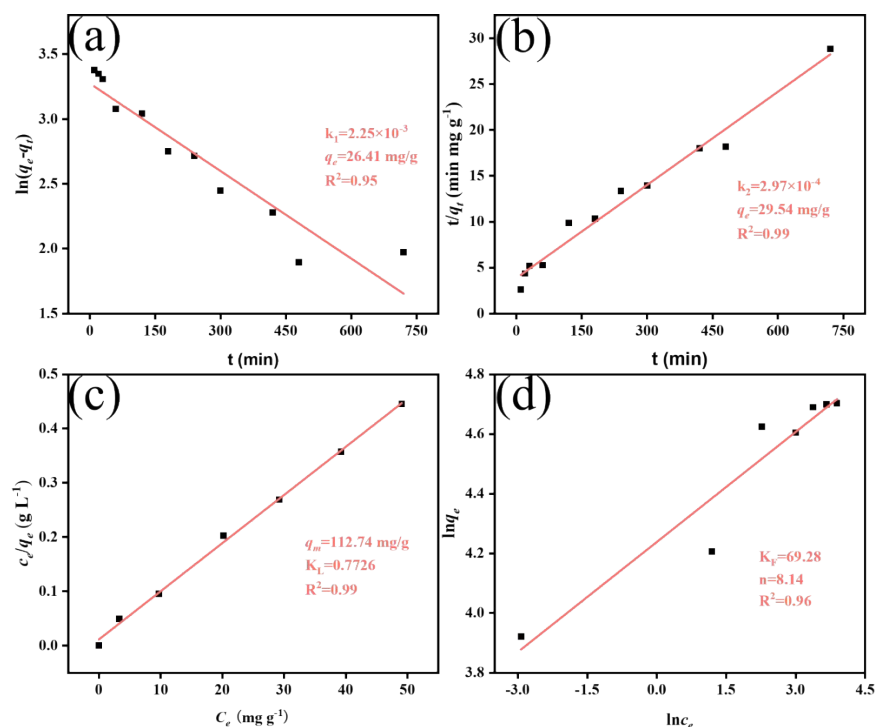 (a)
3.5
3.0
2.5
2.0
1.5
ln(qₑ-qₜ)
k₁=2.25×10⁻³
qₑ=26.41 mg/g
R²=0.95
0 150 300 450 600 750
t (min)
(b)
30
25
20
15
10
5
0
t/qₜ (min mg g⁻¹)
k₂=2.97×10⁻⁴
qₑ=29.54 mg/g
R²=0.99
0 150 300 450 600 750
t (min)
(c)
0.5
0.4
0.3
0.2
0.1
0.0
cₑ/qₑ (g L⁻¹)
qₘ=112.74 mg/g
K_L=0.7726
R²=0.99
0 10 20 30 40 50
Cₑ (mg g⁻¹)
(d)
4.8
4.6
4.4
4.2
4.0
3.8
lnqₑ
K_F=69.28
n=8.14
R²=0.96
-3.0 -1.5 0.0 1.5 3.0 4.5
lncₑ